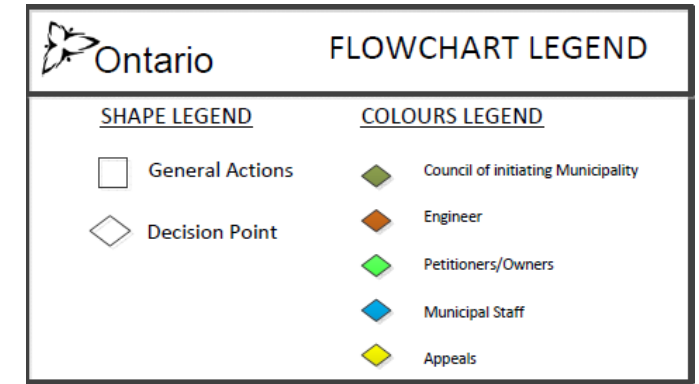 Ontario
FLOWCHART LEGEND
SHAPE LEGEND
General Actions
Decision Point
COLOURS LEGEND
Council of initiating Municipality
Engineer
Petitioners/Owners
Municipal Staff
Appeals